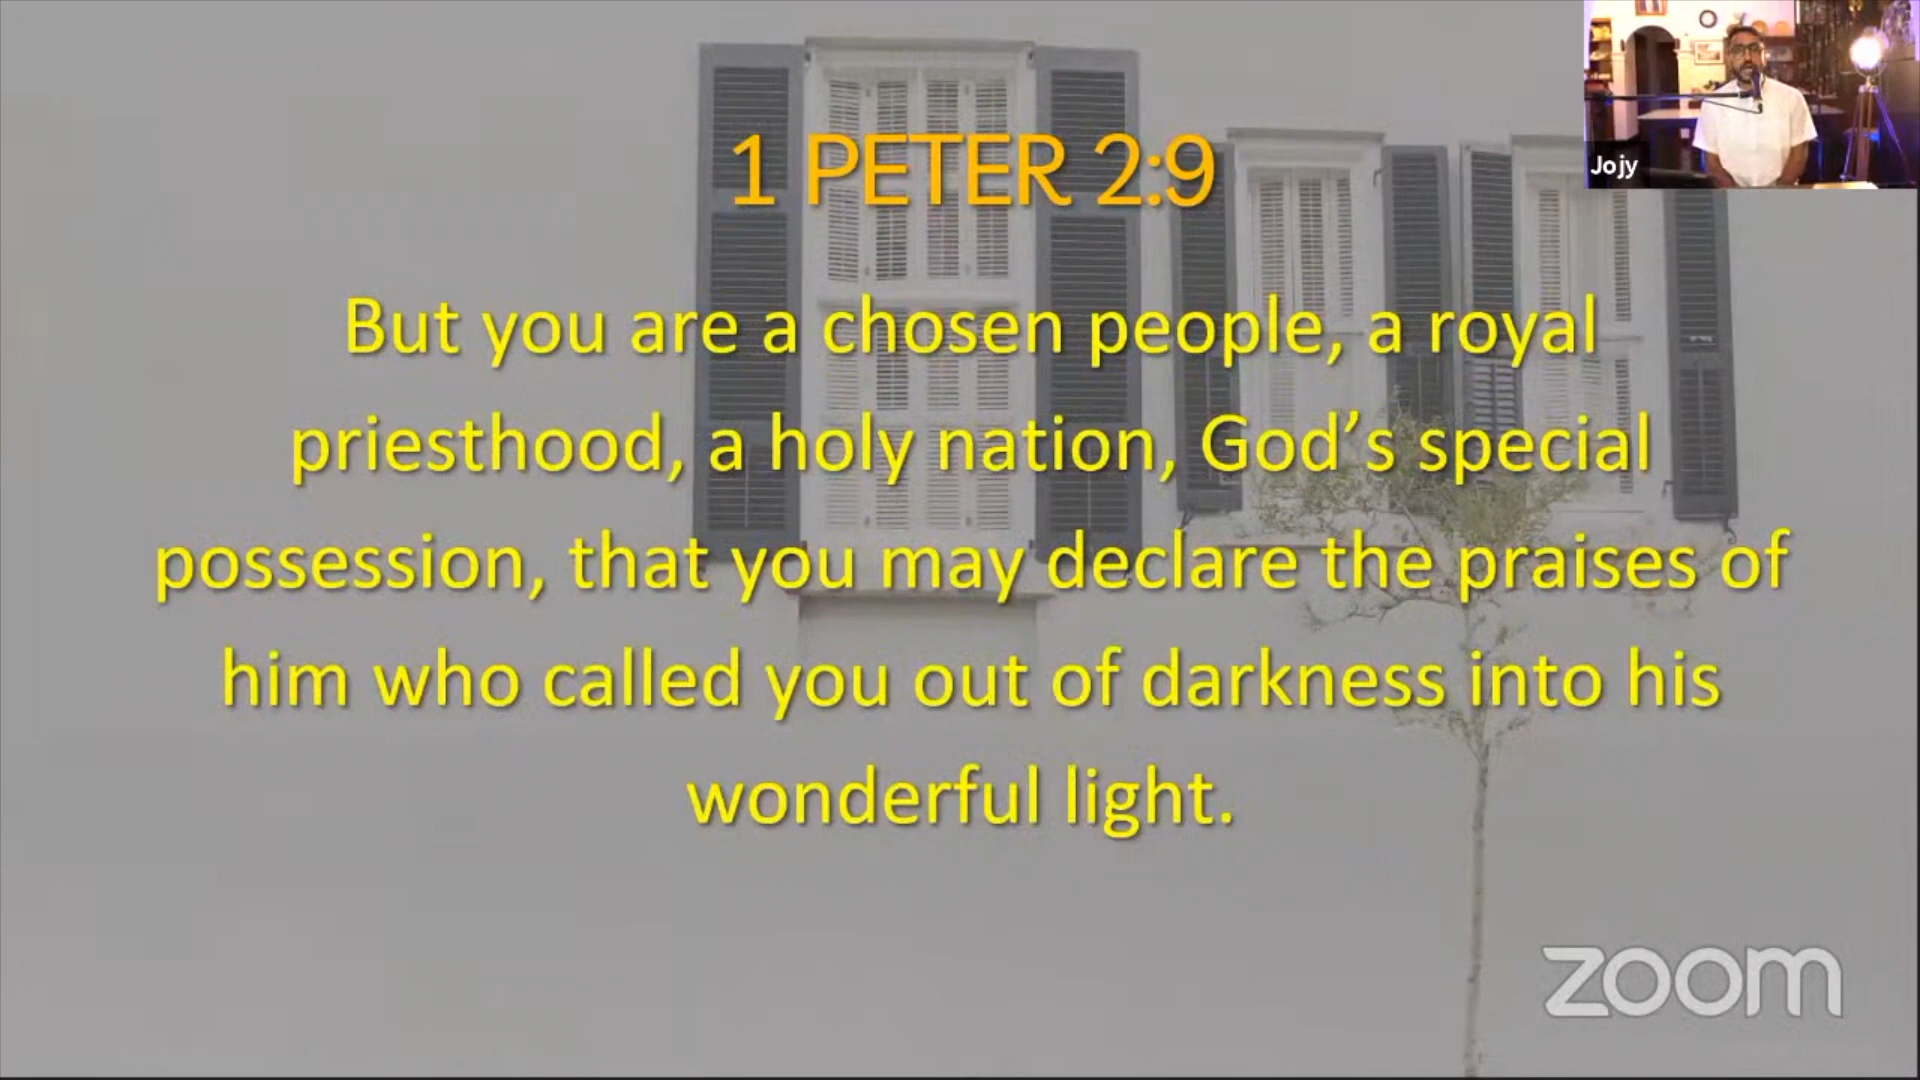 1 PETER 2:9
Jojy
But you are a chosen people, a royal
priesthood, a holy nation, God’s special
possession, that you may declare the praises of
him who called you out of darkness into his
wonderful light.
zoom